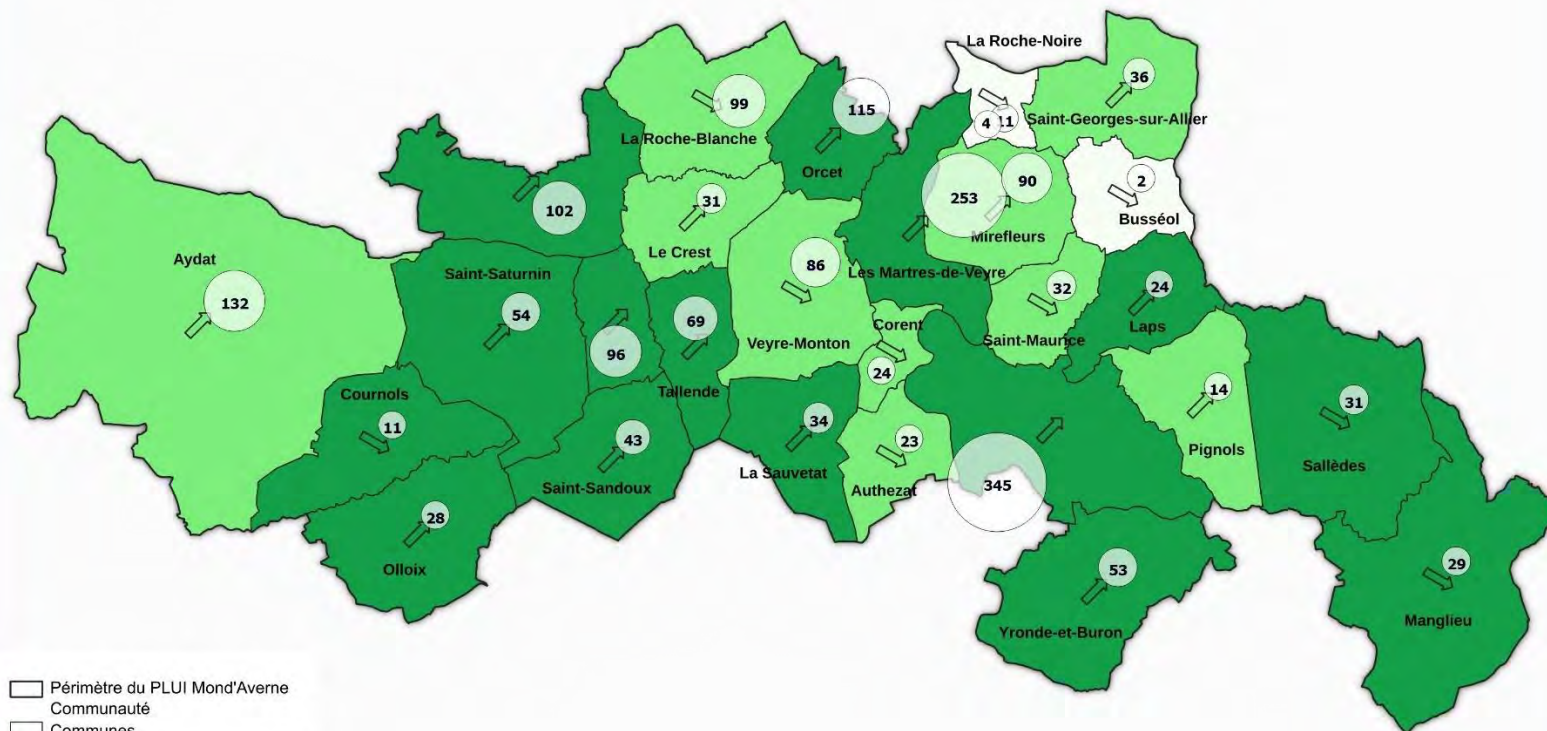 La Roche-Noire
36
99
115
La Roche-Blanche
4
11
Saint-Georges-sur-Allier
Orcet
253
90
2
102
31
Busséol
Mirefleurs
Le Crest
Aydat
Saint-Saturnin
86
Les Martres-de-Veyre
132
32
24
54
69
Corent
Laps
96
Veyre-Monton
Saint-Maurice
24
Cournols
Tallende
14
11
34
31
43
23
Pignols
La Sauvetat
Sallèdes
Saint-Sandoux
Authezat
345
28
Olloix
53
29
Yronde-et-Buron
Manglieu
Périmètre du PLUI Mond'Averne
Communauté
Communes